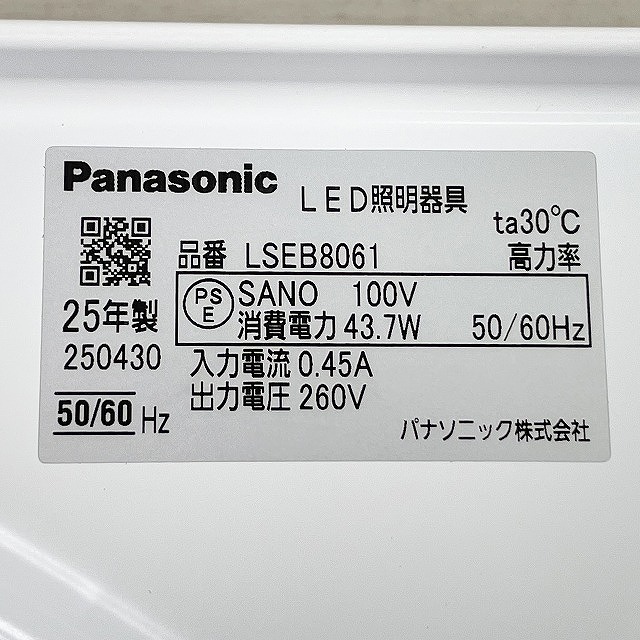 Panasonic
LED照明器具
ta30℃
品番 LSEB8061
高力率
PS E
SANO 100V
消費電力 43.7W 50/60Hz
25年製
250430
入力電流 0.45A
出力電圧 260V
50/60 Hz
パナソニック株式会社